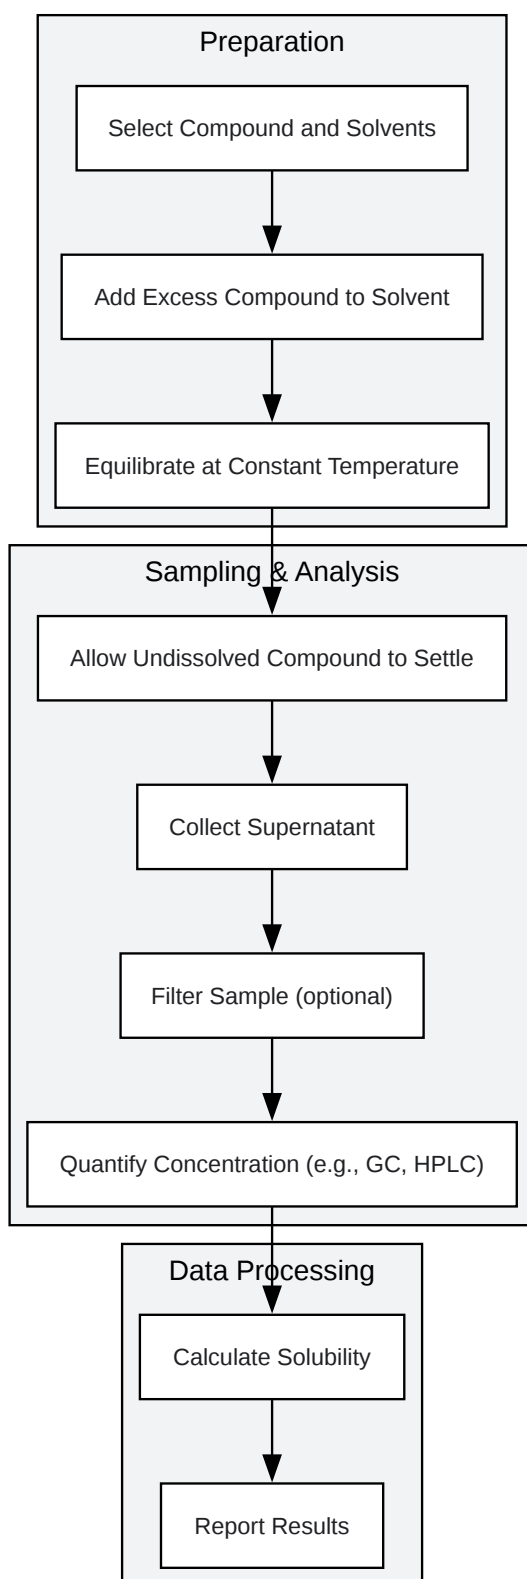 Preparation
Select Compound and Solvents
Add Excess Compound to Solvent
Equilibrate at Constant Temperature
Sampling & Analysis
Allow Undissolved Compound to Settle
Collect Supernatant
Filter Sample (optional)
Quantify Concentration (e.g., GC, HPLC)
Data Processing
Calculate Solubility
Report Results